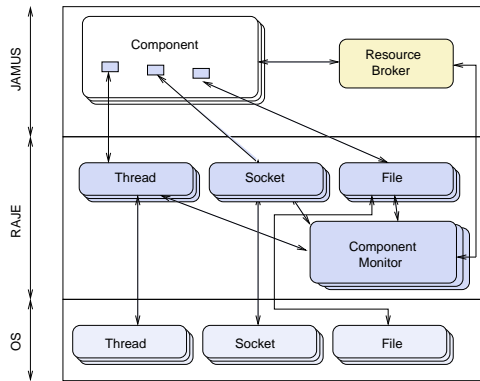 JAMUS
Component
Resource
Broker
RAJE
Thread
Socket
File
Component
Monitor
OS
Thread
Socket
File